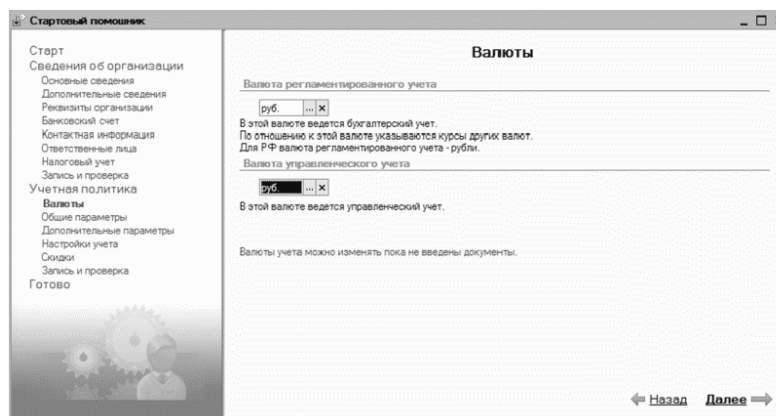 Стартовый помошник
Старт
Сведения об организации
Основные сведения
Дополнительные сведения
Реквизиты организации
Банковский счет
Контактная информация
Ответственные лица
Налоговый учет
Запись и проверка
Учетная политика
Валюты
Общие параметры
Дополнительные параметры
Настройки учета
Скидки
Запись и проверка
Готово
Валюты
Валюта регламентированного учета
руб. ... x
В этой валюте ведется бухгалтерский учет.
По отношению к этой валюте указываются курсы других валют.
Для РФ валюта регламентированного учета - рубли.
Валюта управленческого учета
руб. ... x
В этой валюте ведется управленческий учет.
Валюты учета можно изменять пока не введены документы.
Назад Далее